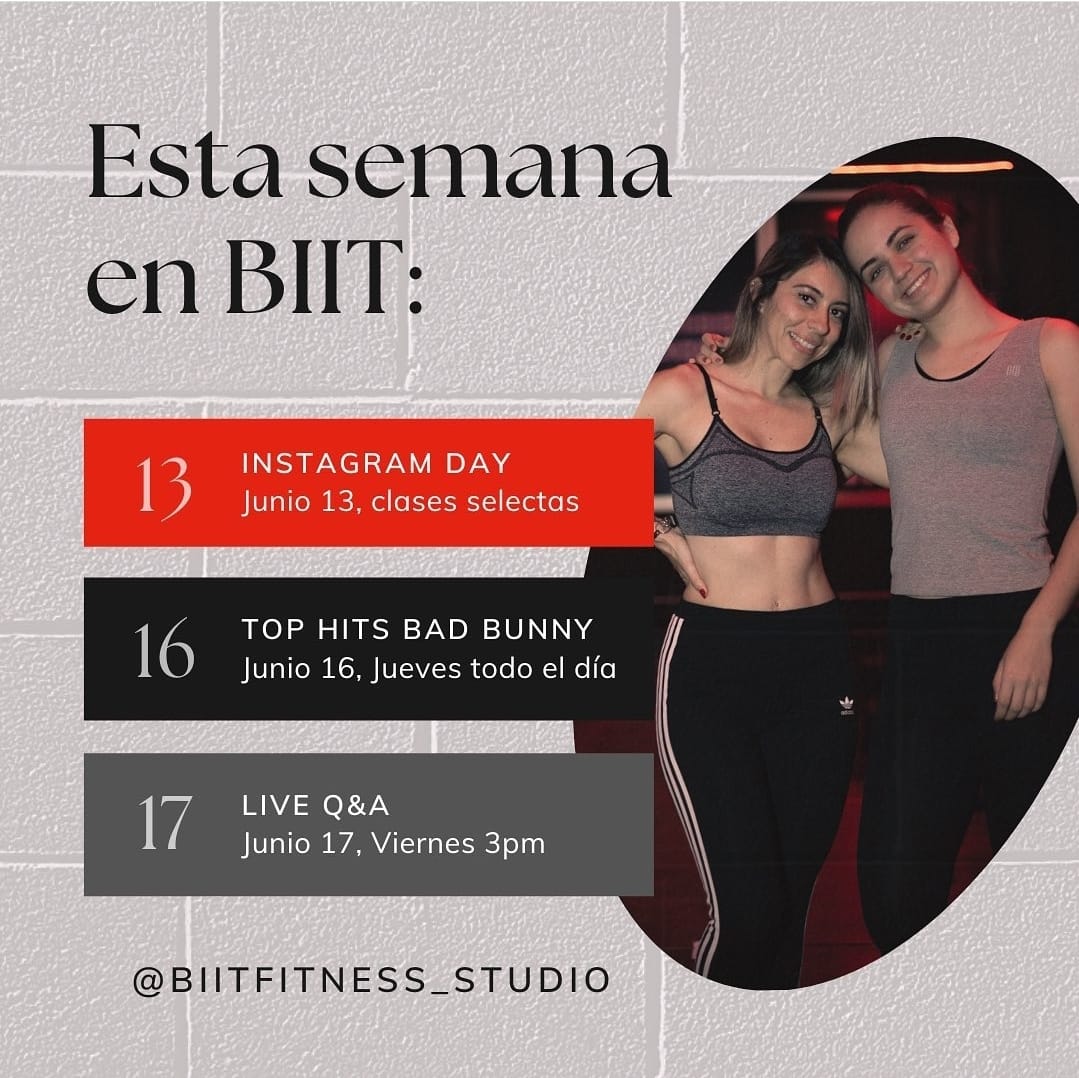 Esta semana
en BIIT:
13
INSTAGRAM DAY
Junio 13, clases selectas
16
TOP HITS BAD BUNNY
Junio 16, Jueves todo el día
17
LIVE Q&A
Junio 17, Viernes 3pm
@BIITFITNESS_STUDIO
adidas